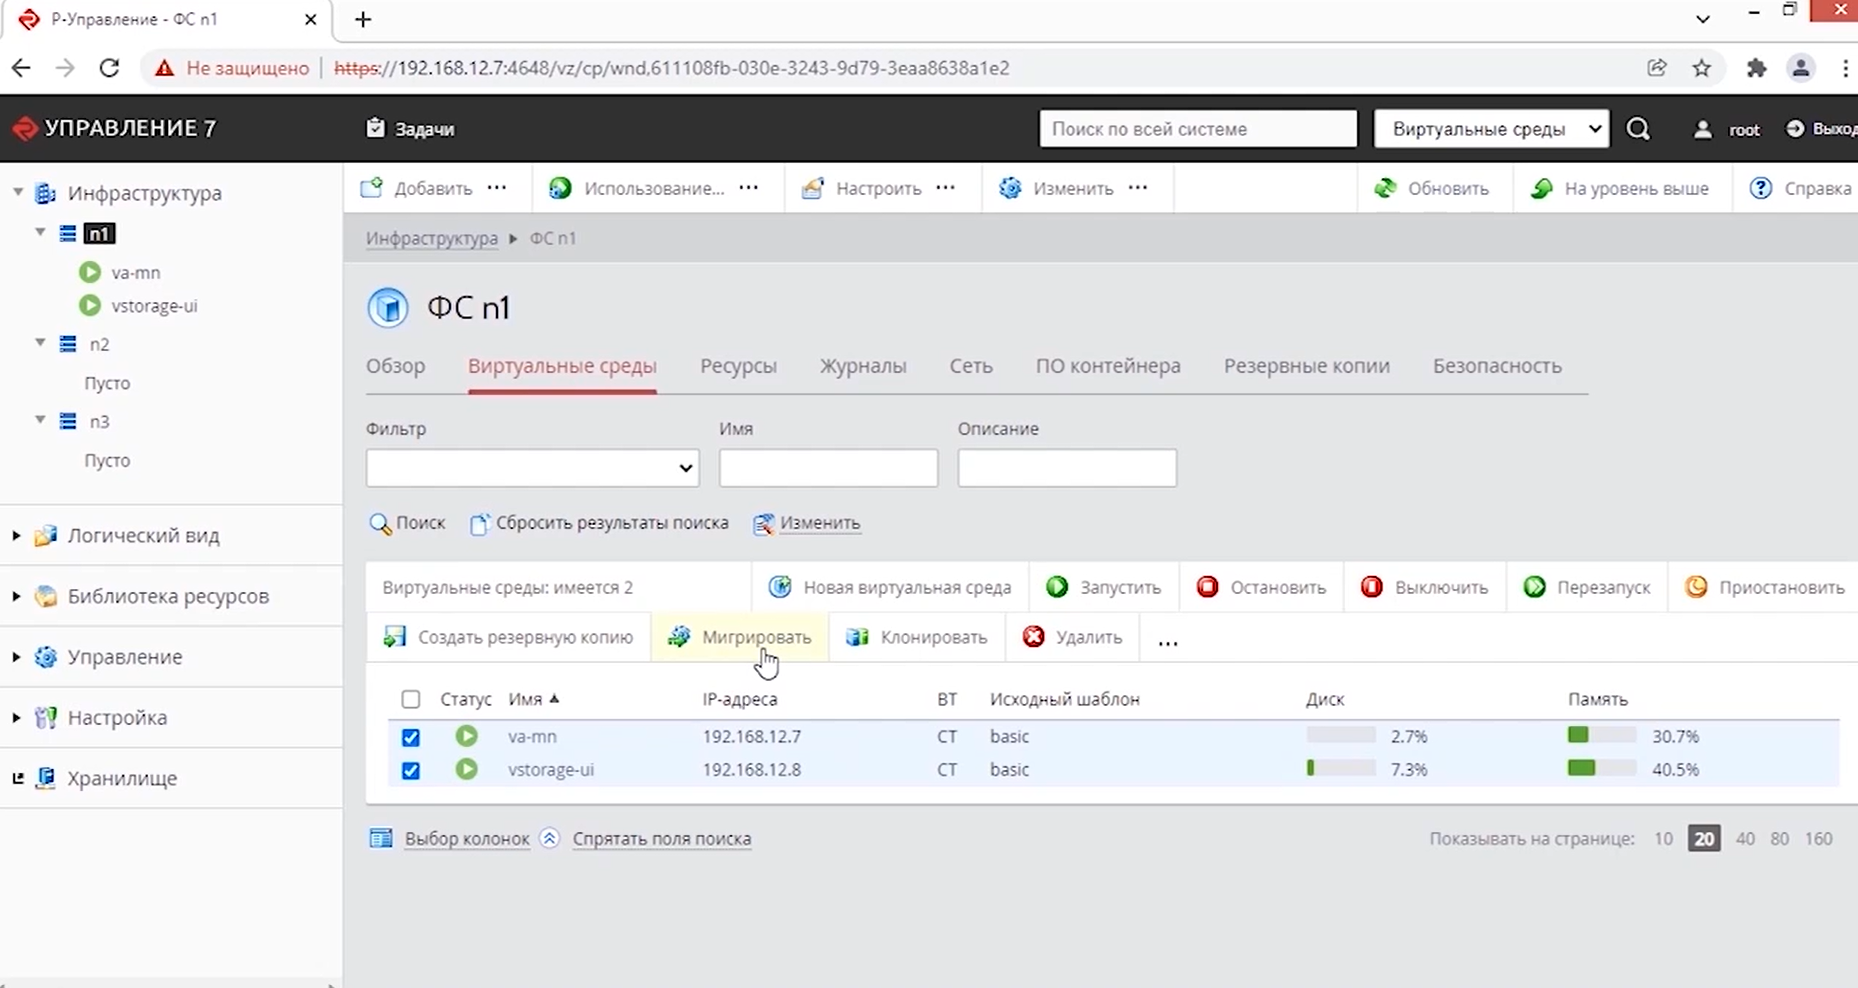 Р-Управление - ФС n1
Не защищено https://192.168.12.7:4648/vz/cp/wnd,611108fb-030e-3243-9d79-3eaa8638a1e2
УПРАВЛЕНИЕ 7 Задачи Поиск по всей системе Виртуальные среды root Выход
Инфраструктура
n1
va-mn
vstorage-ui
n2
Пусто
n3
Пусто
Логический вид
Библиотека ресурсов
Управление
Настройка
Хранилище
Добавить ... Использование... ... Настроить ... Изменить ... Обновить На уровень выше Справка
Инфраструктура ФС n1
ФС n1
Обзор Виртуальные среды Ресурсы Журналы Сеть ПО контейнера Резервные копии Безопасность
Фильтр Имя Описание
Поиск Сбросить результаты поиска Изменить
Виртуальные среды: имеется 2 Новая виртуальная среда Запустить Остановить Выключить Перезапуск Приостановить
Создать резервную копию Мигрировать Клонировать Удалить ...
Статус Имя IP-адреса ВТ Исходный шаблон Диск Память
va-mn 192.168.12.7 CT basic 2.7% 30.7%
vstorage-ui 192.168.12.8 CT basic 7.3% 40.5%
Выбор колонок Спрятать поля поиска Показывать на странице: 10 20 40 80 160